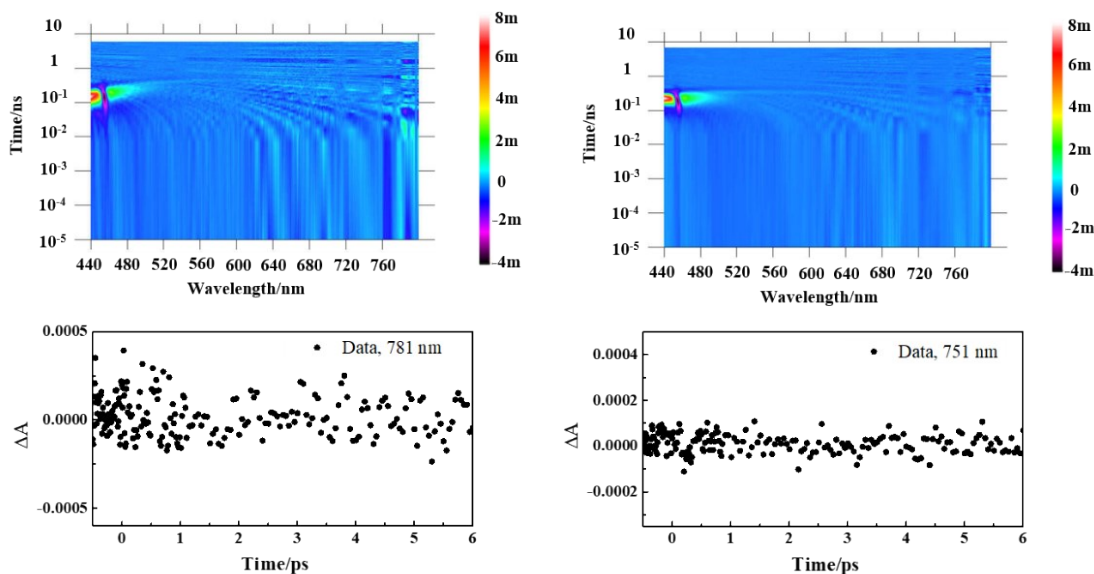 10
1
10⁻¹
10⁻²
10⁻³
10⁻⁴
10⁻⁵
Time/ns
440 480 520 560 600 640 680 720 760
Wavelength/nm
8m
6m
4m
2m
0
-2m
-4m
10
1
10⁻¹
10⁻²
10⁻³
10⁻⁴
10⁻⁵
Time/ns
440 480 520 560 600 640 680 720 760
Wavelength/nm
8m
6m
4m
2m
0
-2m
-4m
0.0005
0.0000
-0.0005
ΔA
Data, 781 nm
0 1 2 3 4 5 6
Time/ps
0.0004
0.0002
0.0000
-0.0002
ΔA
Data, 751 nm
0 1 2 3 4 5 6
Time/ps